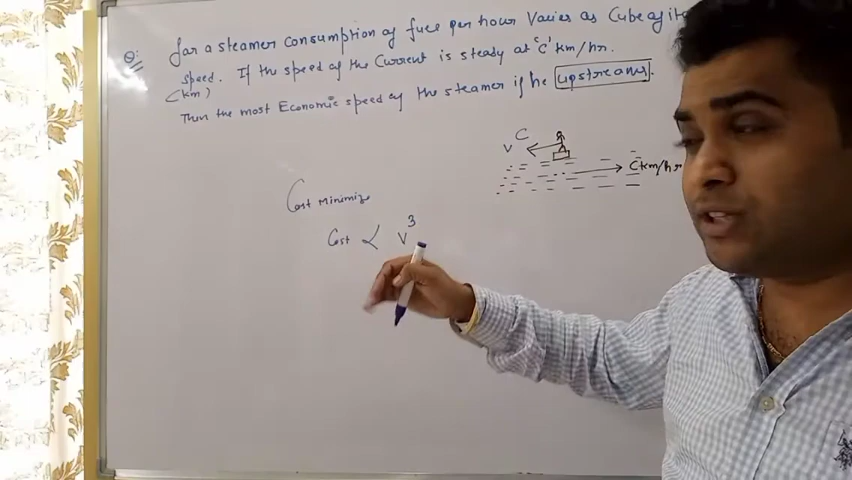 Q:
for a steamer consumption of fuel per hour varies as Cube of its
speed. If the speed of the Current is steady at 'C' km/hr.
(km)
Then the most Economic speed of the steamer if he upstreams.
V C
C km/hr
Cost Minimize
Cost ∝ v³